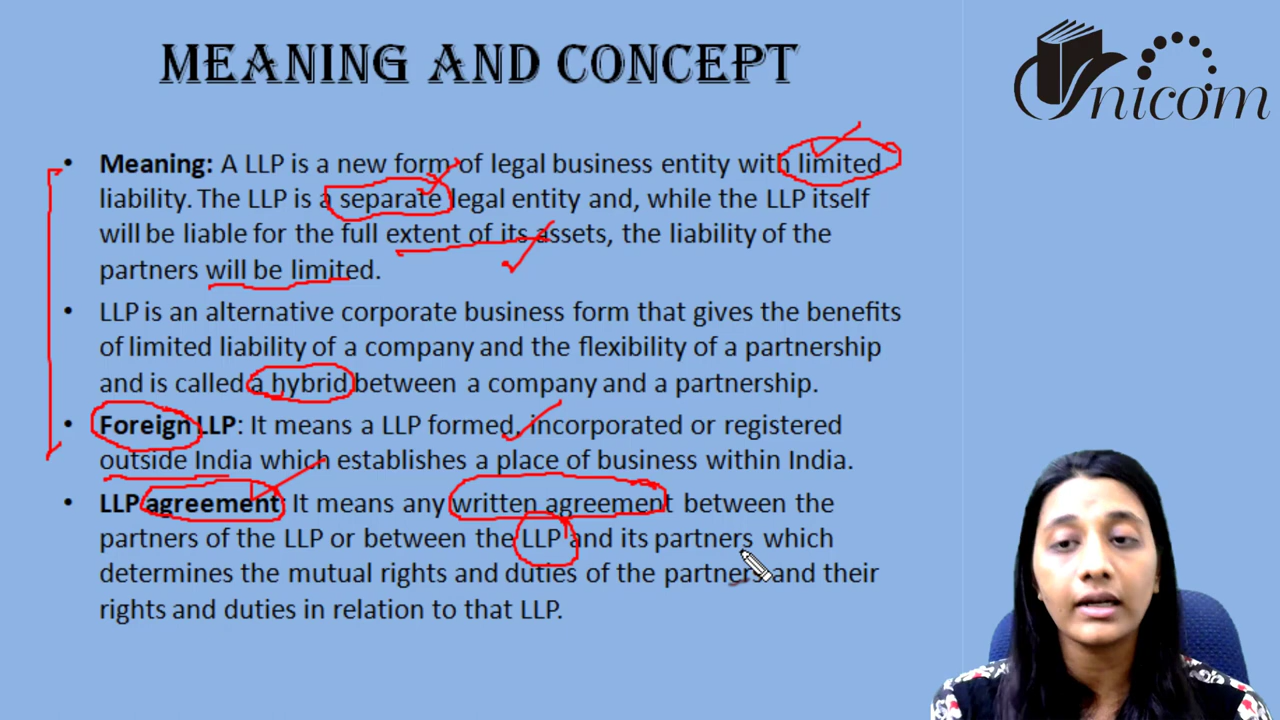 MEANING AND CONCEPT
Unicom
• Meaning: A LLP is a new form of legal business entity with limited
liability. The LLP is a separate legal entity and, while the LLP itself
will be liable for the full extent of its assets, the liability of the
partners will be limited.
• LLP is an alternative corporate business form that gives the benefits
of limited liability of a company and the flexibility of a partnership
and is called a hybrid between a company and a partnership.
• Foreign LLP: It means a LLP formed, incorporated or registered
outside India which establishes a place of business within India.
• LLP agreement: It means any written agreement between the
partners of the LLP or between the LLP and its partners which
determines the mutual rights and duties of the partners and their
rights and duties in relation to that LLP.